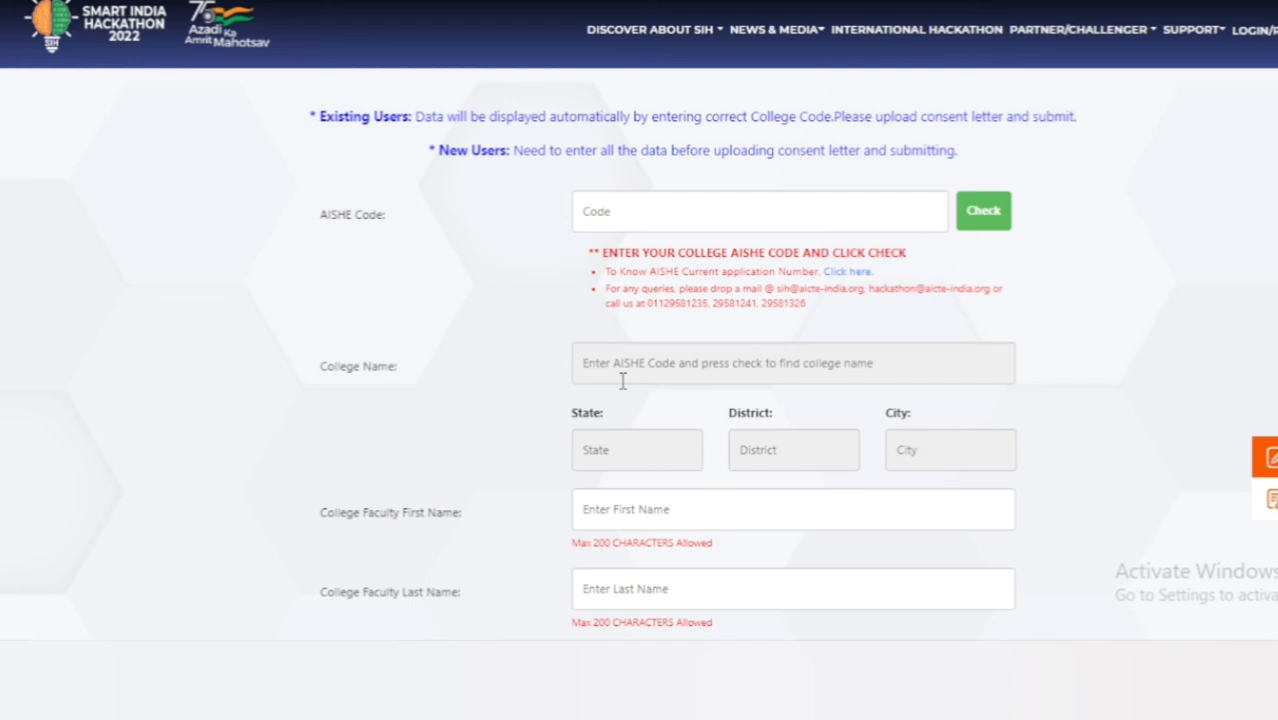 SMART INDIA
HACKATHON
2022
SIH
75
Azadi Ka
Amrit Mahotsav
DISCOVER ABOUT SIH NEWS & MEDIA INTERNATIONAL HACKATHON PARTNER/CHALLENGER SUPPORT LOGIN/
* Existing Users: Data will be displayed automatically by entering correct College Code.Please upload consent letter and submit.
* New Users: Need to enter all the data before uploading consent letter and submitting.
AISHE Code:
Code
Check
** ENTER YOUR COLLEGE AISHE CODE AND CLICK CHECK
• To Know AISHE Current application Number, Click here.
• For any queries, please drop a mail @ sih@aicte-india.org, hackathon@aicte-india.org or
call us at 01129581235, 29581241, 29581326
College Name:
Enter AISHE Code and press check to find college name
State: District: City:
State District City
College Faculty First Name:
Enter First Name
Max 200 CHARACTERS Allowed
College Faculty Last Name:
Enter Last Name
Max 200 CHARACTERS Allowed
Activate Windows
Go to Settings to activa